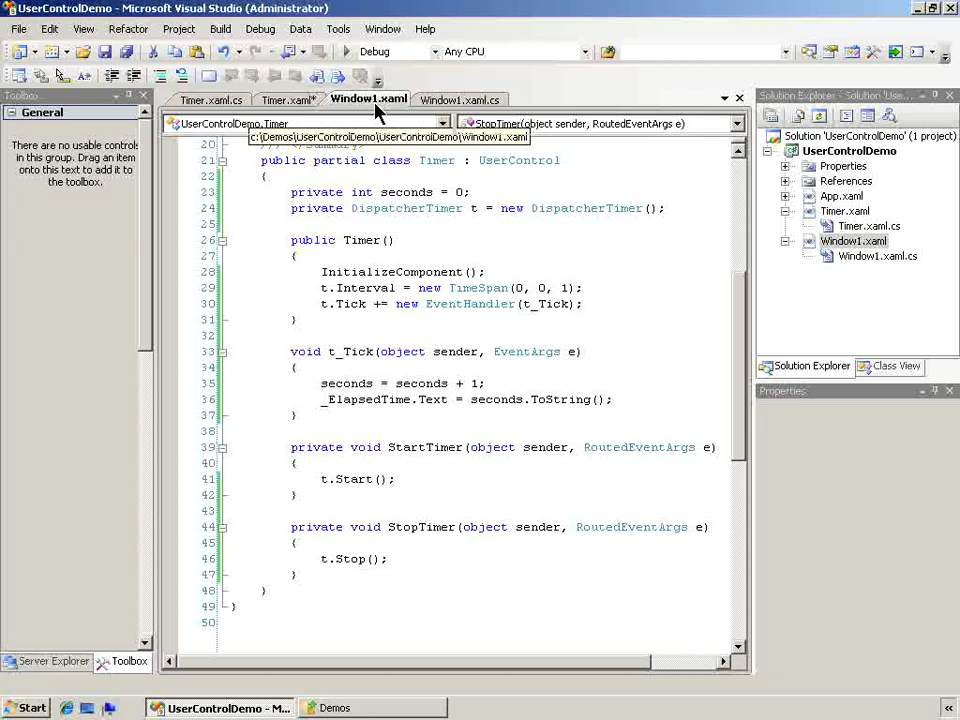 UserControlDemo - Microsoft Visual Studio (Administrator)
File Edit View Refactor Project Build Debug Data Tools Window Help
Debug Any CPU
Toolbox
General
There are no usable controls
in this group. Drag an item
onto this text to add it to
the toolbox.
Server Explorer Toolbox
Timer.xaml.cs Timer.xaml* Window1.xaml Window1.xaml.cs
UserControlDemo.Timer StopTimer(object sender, RoutedEventArgs e)
c:\Demos\UserControlDemo\UserControlDemo\Window1.xaml
20 /// </summary>
21 public partial class Timer : UserControl
22 {
23 private int seconds = 0;
24 private DispatcherTimer t = new DispatcherTimer();
25
26 public Timer()
27 {
28 InitializeComponent();
29 t.Interval = new TimeSpan(0, 0, 1);
30 t.Tick += new EventHandler(t_Tick);
31 }
32
33 void t_Tick(object sender, EventArgs e)
34 {
35 seconds = seconds + 1;
36 _ElapsedTime.Text = seconds.ToString();
37 }
38
39 private void StartTimer(object sender, RoutedEventArgs e)
40 {
41 t.Start();
42 }
43
44 private void StopTimer(object sender, RoutedEventArgs e)
45 {
46 t.Stop();
47 }
48 }
49 }
50
Solution Explorer - Solution 'Use...
Solution 'UserControlDemo' (1 project)
UserControlDemo
Properties
References
App.xaml
Timer.xaml
Timer.xaml.cs
Window1.xaml
Window1.xaml.cs
Solution Explorer Class View
Properties
Start UserControlDemo - M... Demos